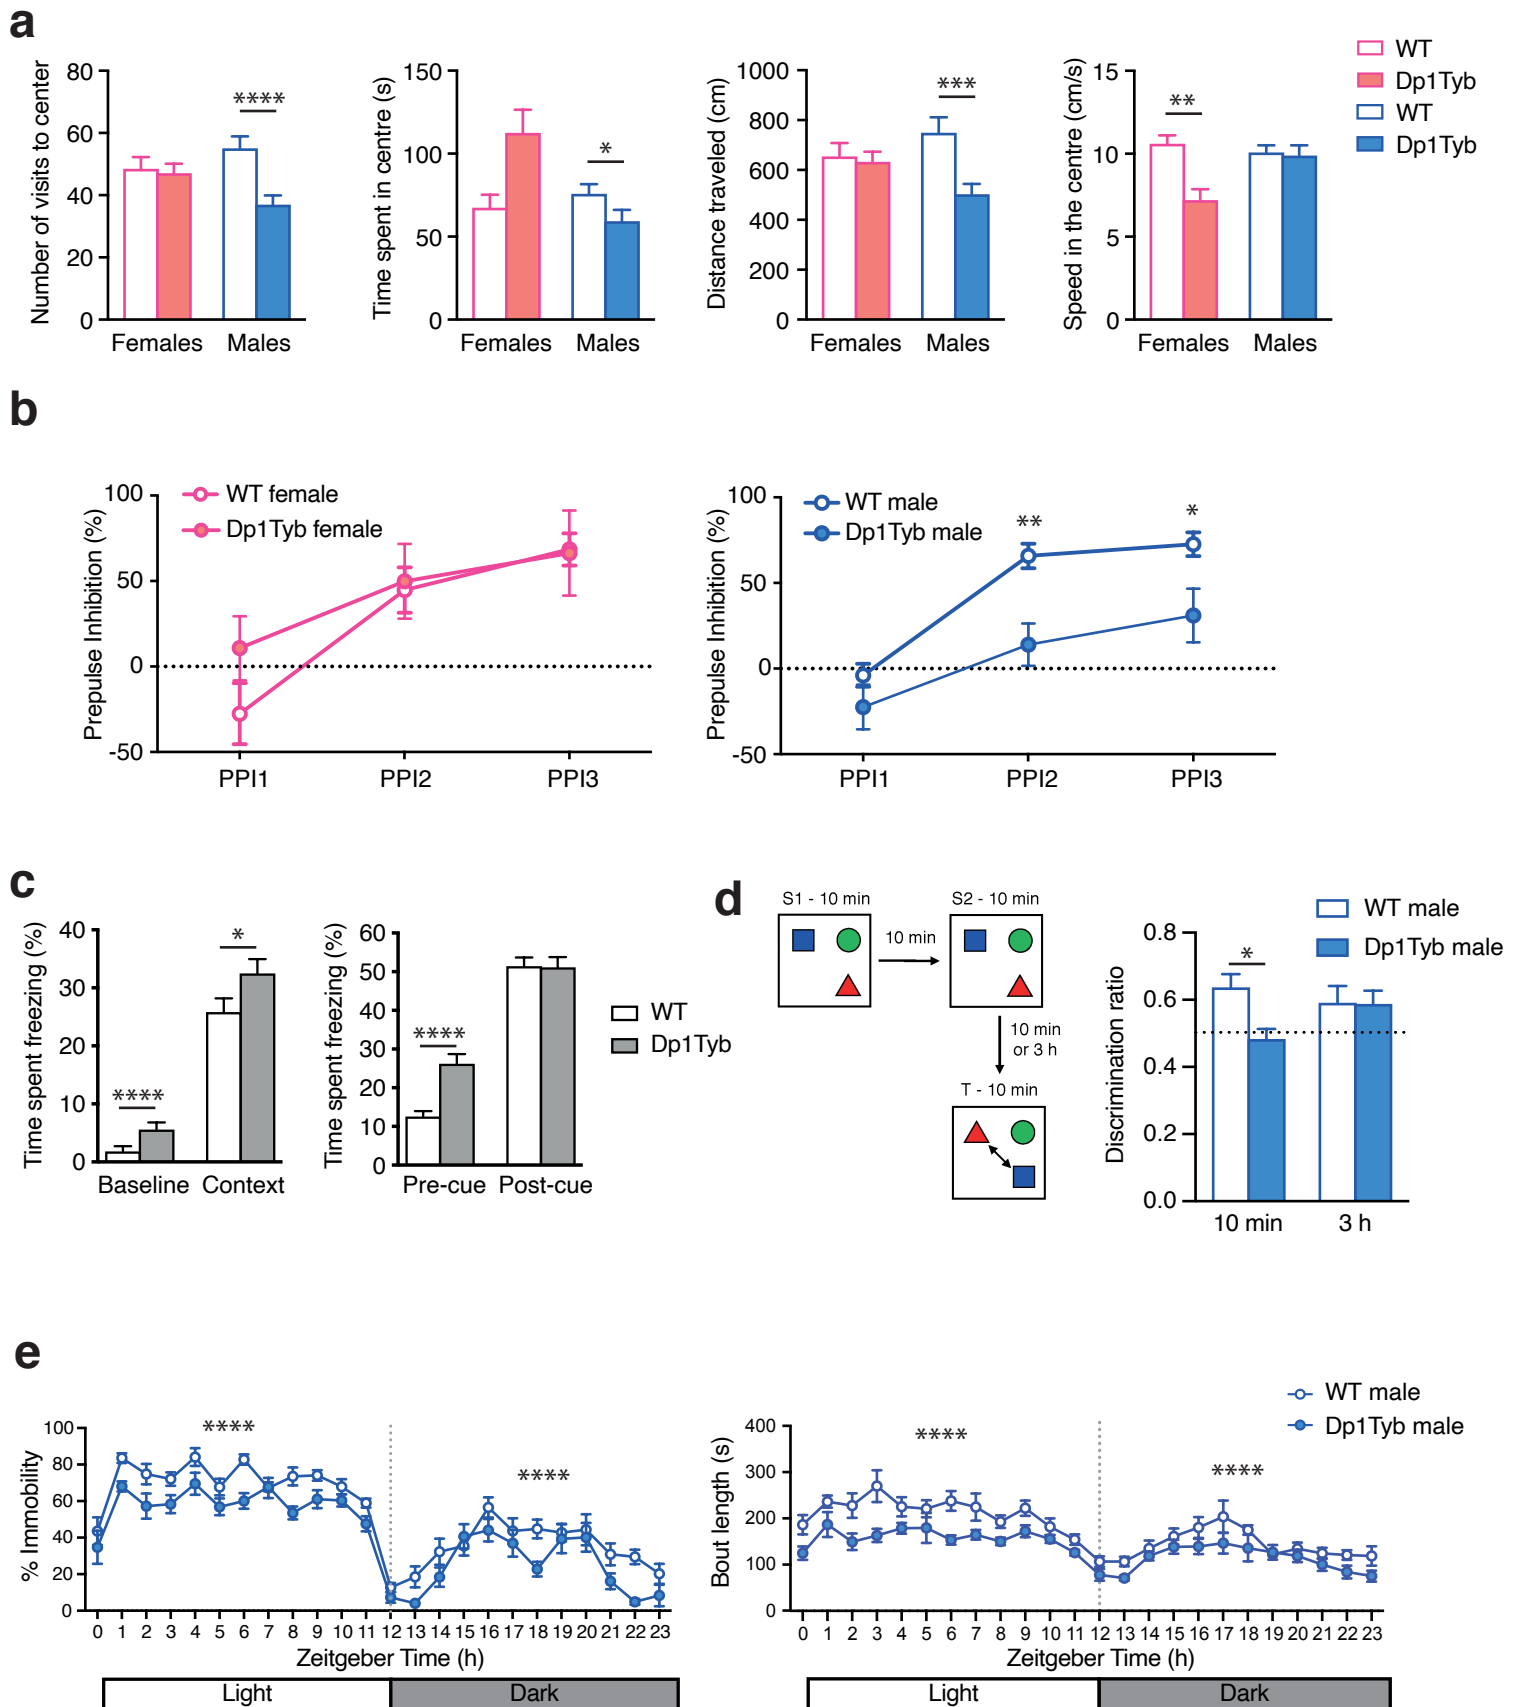 a
Number of visits to center
80
60
40
20
0
****
Females
Males
Time spent in centre (s)
150
100
50
0
*
Females
Males
Distance traveled (cm)
1000
800
600
400
200
0
***
Females
Males
Speed in the centre (cm/s)
15
10
5
0
**
Females
Males
WT
Dp1Tyb
WT
Dp1Tyb
b
Prepulse Inhibition (%)
100
50
0
-50
WT female
Dp1Tyb female
PPI1
PPI2
PPI3
Prepulse Inhibition (%)
100
50
0
-50
WT male
Dp1Tyb male
**
*
PPI1
PPI2
PPI3
c
Time spent freezing (%)
40
30
20
10
0
****
*
Baseline
Context
Time spent freezing (%)
60
50
40
30
20
10
0
****
Pre-cue
Post-cue
WT
Dp1Tyb
d
S1 - 10 min
10 min
S2 - 10 min
10 min
or 3 h
T - 10 min
Discrimination ratio
0.8
0.6
0.4
0.2
0.0
*
10 min
3 h
WT male
Dp1Tyb male
e
% Immobility
100
80
60
40
20
0
****
****
0 1 2 3 4 5 6 7 8 9 10 11 12 13 14 15 16 17 18 19 20 21 22 23
Zeitgeber Time (h)
Light
Dark
Bout length (s)
400
300
200
100
0
****
****
0 1 2 3 4 5 6 7 8 9 10 11 12 13 14 15 16 17 18 19 20 21 22 23
Zeitgeber Time (h)
Light
Dark
WT male
Dp1Tyb male